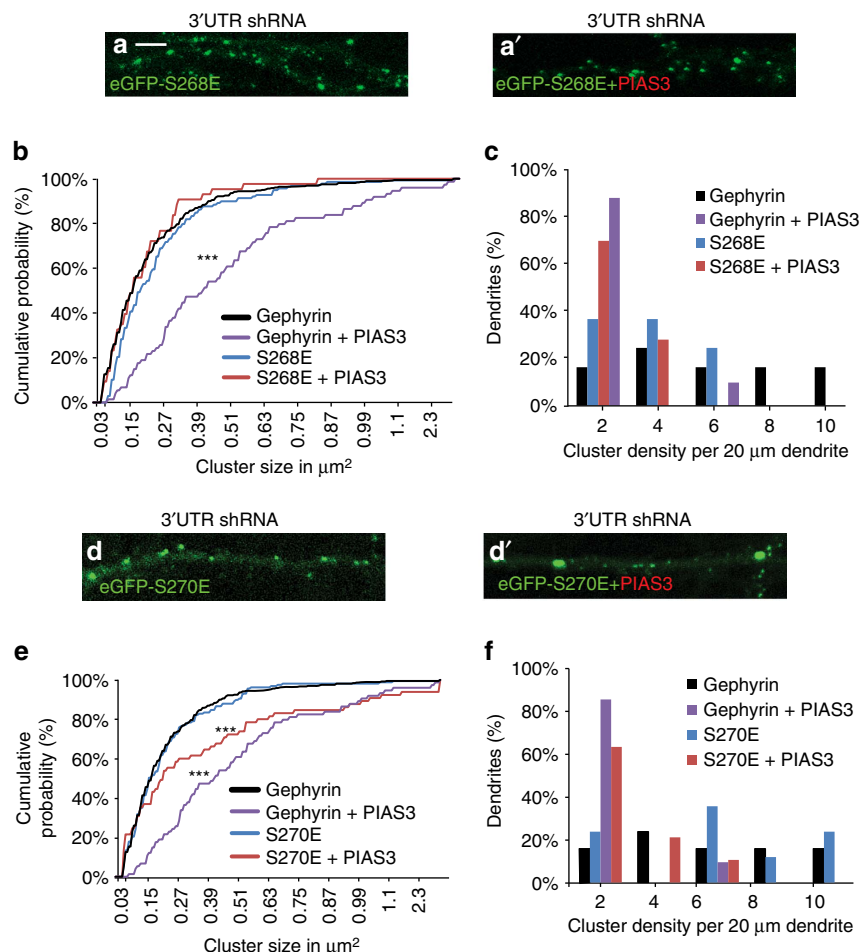 3′UTR shRNA
3′UTR shRNA
a
eGFP-S268E
a′
eGFP-S268E+PIAS3
b
Cumulative probability (%)
100%
80%
60%
40%
20%
0%
***
Gephyrin
Gephyrin + PIAS3
S268E
S268E + PIAS3
0.03
0.15
0.27
0.39
0.51
0.63
0.75
0.87
0.99
1.1
2.3
Cluster size in μm²
c
Dendrites (%)
100%
80%
60%
40%
20%
0%
Gephyrin
Gephyrin + PIAS3
S268E
S268E + PIAS3
2 4 6 8 10
Cluster density per 20 μm dendrite
3′UTR shRNA
3′UTR shRNA
d
eGFP-S270E
d′
eGFP-S270E+PIAS3
e
Cumulative
probability (%)
100%
80%
60%
40%
20%
0%
***
***
Gephyrin
Gephyrin + PIAS3
S270E
S270E + PIAS3
0.03
0.15
0.27
0.39
0.51
0.63
0.75
0.87
1.1
2.3
Cluster size in μm²
f
Dendrites (%)
100%
80%
60%
40%
20%
0%
Gephyrin
Gephyrin + PIAS3
S270E
S270E + PIAS3
2 4 6 8 10
Cluster density per 20 μm dendrite